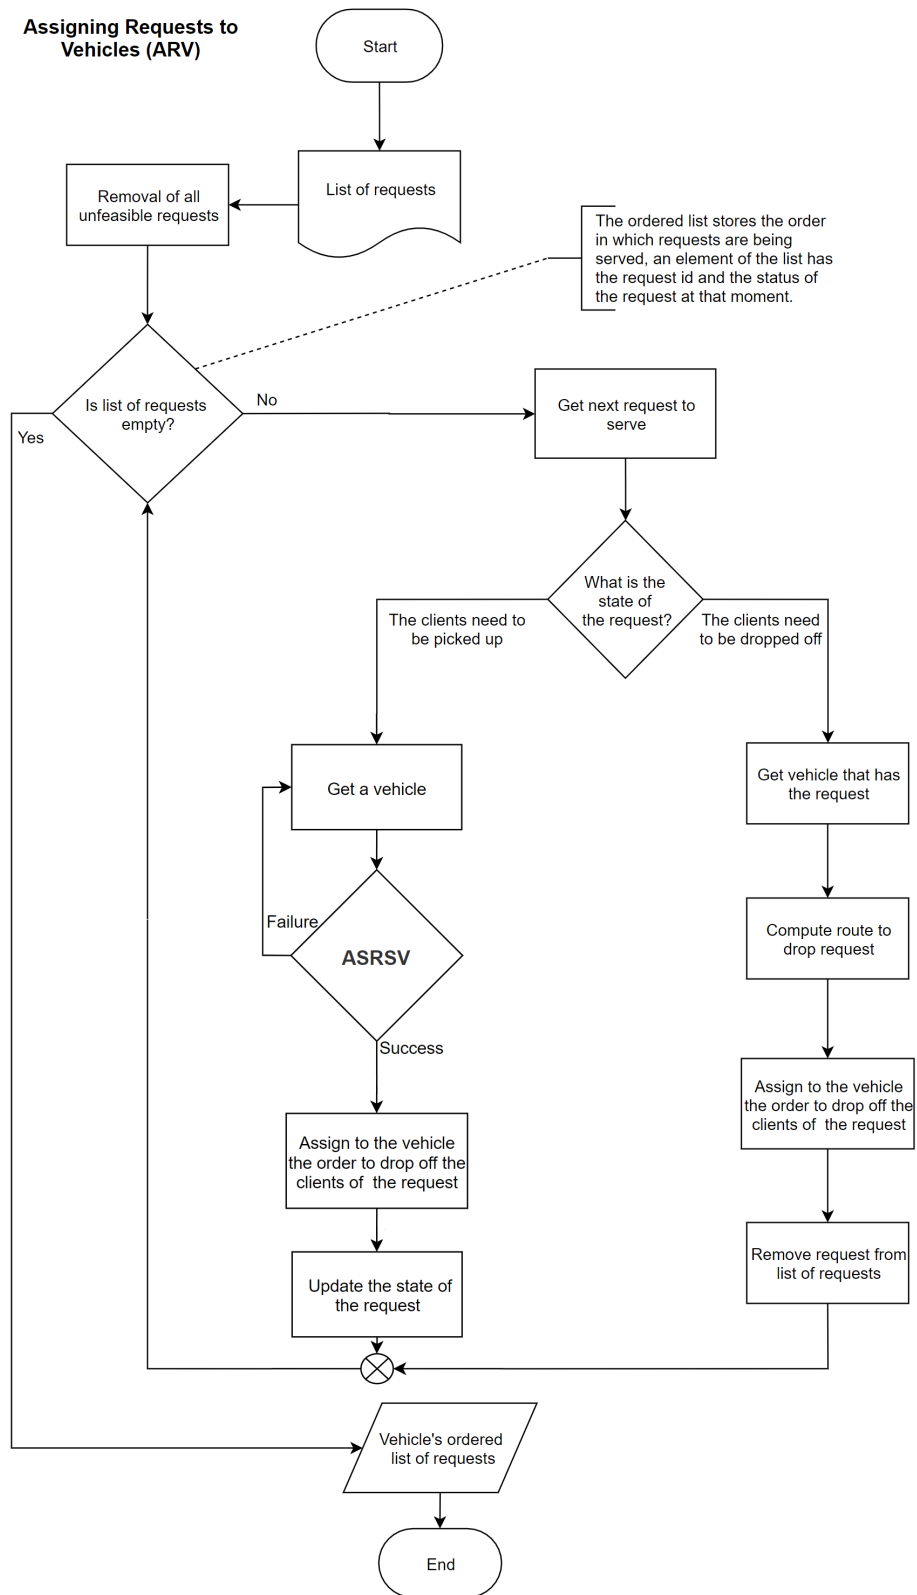 Assigning Requests to
Vehicles (ARV)
Start
List of requests
Removal of all
unfeasible requests
The ordered list stores the order
in which requests are being
served, an element of the list has
the request id and the status of
the request at that moment.
Is list of requests
empty?
No
Yes
Get next request to
serve
What is the
state of
the request?
The clients need to
be picked up
The clients need
to be dropped off
Get a vehicle
Failure
ASRSV
Success
Assign to the vehicle
the order to drop off the
clients of the request
Update the state of
the request
Get vehicle that has
the request
Compute route to
drop request
Assign to the vehicle
the order to drop off the
clients of the request
Remove request from
list of requests
Vehicle's ordered
list of requests
End